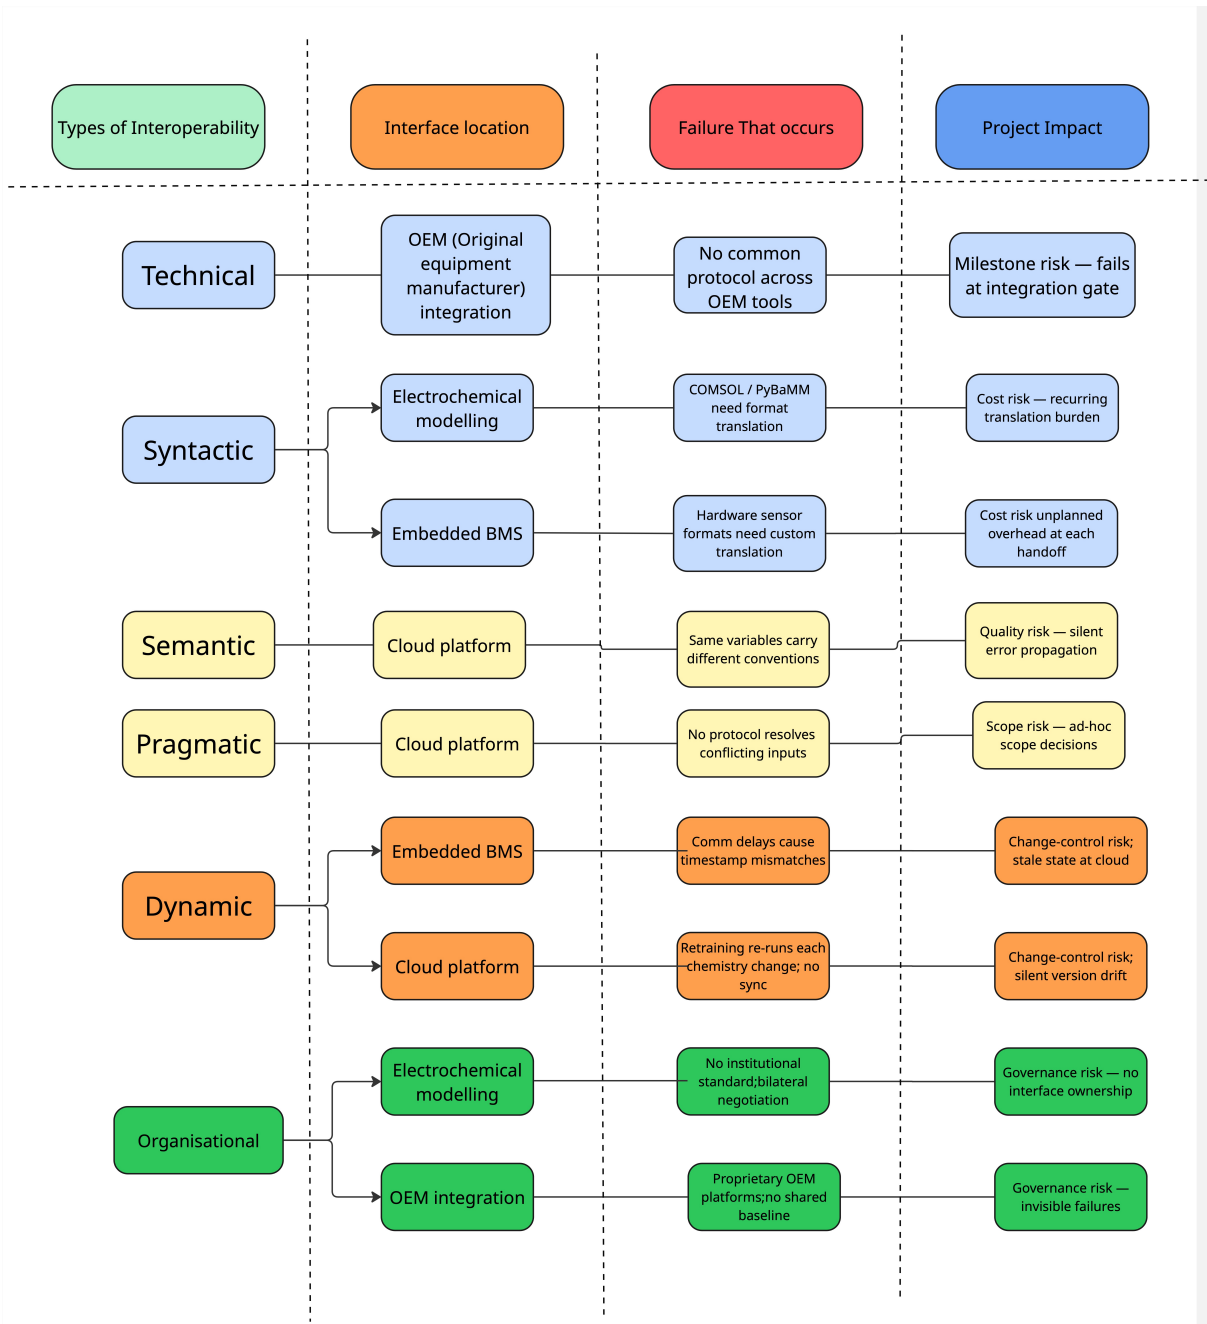 Types of Interoperability
Interface location
Failure That occurs
Project Impact
Technical
OEM (Original
equipment
manufacturer)
integration
No common
protocol across
OEM tools
Milestone risk — fails
at integration gate
Syntactic
Electrochemical
modelling
COMSOL / PyBaMM
need format
translation
Cost risk — recurring
translation burden
Embedded BMS
Hardware sensor
formats need custom
translation
Cost risk unplanned
overhead at each
handoff
Semantic
Cloud platform
Same variables carry
different conventions
Quality risk — silent
error propagation
Pragmatic
Cloud platform
No protocol resolves
conflicting inputs
Scope risk — ad-hoc
scope decisions
Dynamic
Embedded BMS
Comm delays cause
timestamp mismatches
Change-control risk;
stale state at cloud
Cloud platform
Retraining re-runs each
chemistry change; no
sync
Change-control risk;
silent version drift
Organisational
Electrochemical
modelling
No institutional
standard;bilateral
negotiation
Governance risk — no
interface ownership
OEM integration
Proprietary OEM
platforms;no shared
baseline
Governance risk —
invisible failures